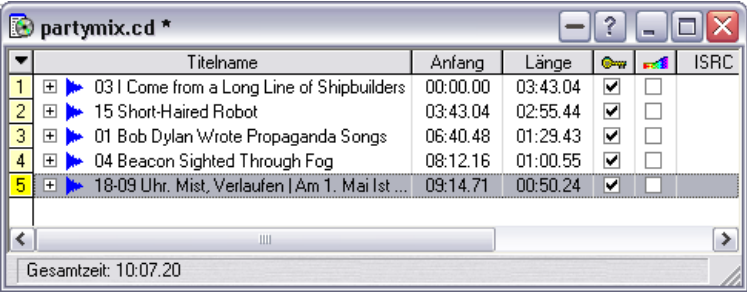 partymix.cd *
Titelname Anfang Länge ISRC
1 03 I Come from a Long Line of Shipbuilders 00:00.00 03:43.04
2 15 Short-Haired Robot 03:43.04 02:55.44
3 01 Bob Dylan Wrote Propaganda Songs 06:40.48 01:29.43
4 04 Beacon Sighted Through Fog 08:12.16 01:00.55
5 18-09 Uhr. Mist, Verlaufen | Am 1. Mai Ist ... 09:14.71 00:50.24
Gesamtzeit: 10:07.20